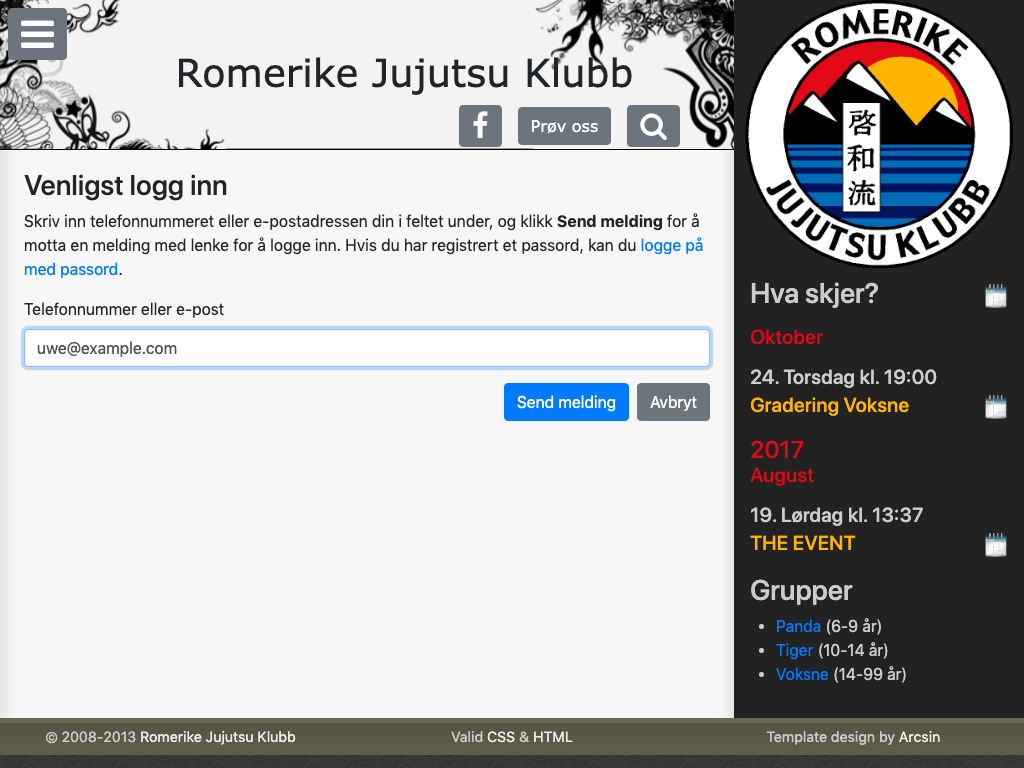 Romerike Jujutsu Klubb
Prøv oss
Venligst logg inn
Skriv inn telefonnummeret eller e-postadressen din i feltet under, og klikk Send melding for å
motta en melding med lenke for å logge inn. Hvis du har registrert et passord, kan du logge på
med passord.
Telefonnummer eller e-post
uwe@example.com
Send melding
Avbryt
ROMERIKE
啓和流
JUJUTSU KLUBB
Hva skjer?
Oktober
24. Torsdag kl. 19:00
Gradering Voksne
2017
August
19. Lørdag kl. 13:37
THE EVENT
Grupper
Panda (6-9 år)
Tiger (10-14 år)
Voksne (14-99 år)
© 2008-2013 Romerike Jujutsu Klubb
Valid CSS & HTML
Template design by Arcsin